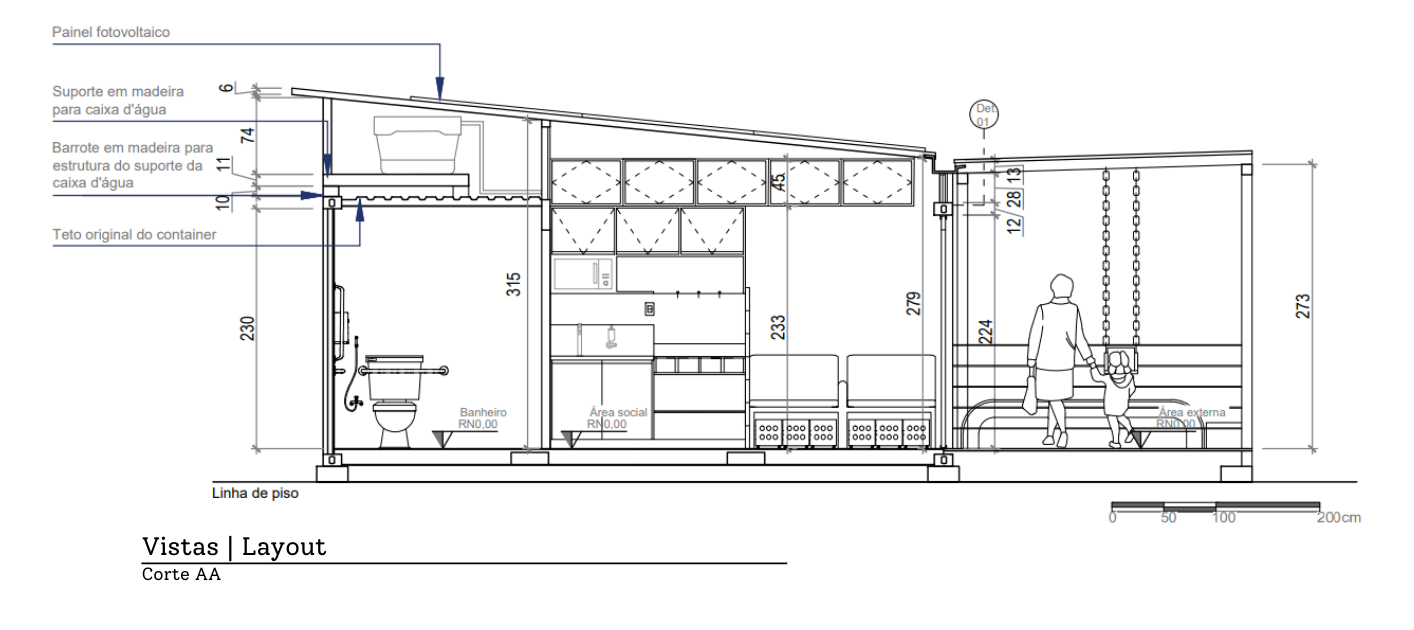 Painel fotovoltaico
Suporte em madeira
para caixa d'água
Barrote em madeira para
estrutura do suporte da
caixa d'água
Teto original do container
6
74
11
10
230
315
45
233
279
Det.
01
13
28
12
224
273
Banheiro
RN0,00
Área social
RN0,00
Área externa
RN0,00
Linha de piso
0 50 100 200cm
Vistas | Layout
Corte AA